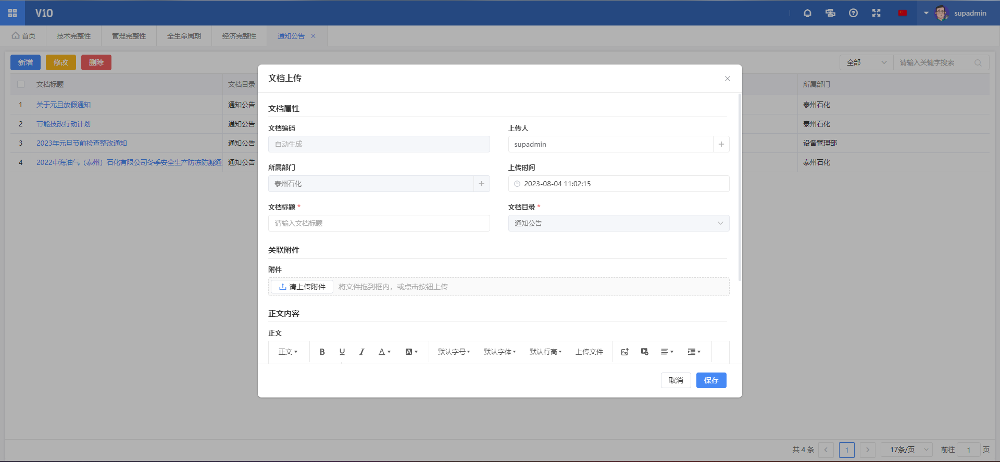 V10
supadmin
首页
技术完整性
管理完整性
全生命周期
经济完整性
通知公告
新增
修改
删除
全部
请输入关键字搜索
文档标题
文档目录
所属部门
1
关于元旦放假通知
通知公告
泰州石化
2
节能技改行动计划
通知公告
泰州石化
3
2023年元旦节前检查整改通知
通知公告
设备管理部
4
2022中海油气（泰州）石化有限公司冬季安全生产防冻防凝通
通知公告
泰州石化
文档上传
文档属性
文档编码
上传人
自动生成
supadmin
所属部门
上传时间
泰州石化
2023-08-04 11:02:15
文档标题 *
文档目录 *
请输入文档标题
通知公告
关联附件
附件
请上传附件
将文件拖到框内，或点击按钮上传
正文内容
正文
正文
B
U
I
A
A
默认字号
默认字体
默认行高
上传文件
取消
保存
共 4 条
1
17条/页
前往
1
页